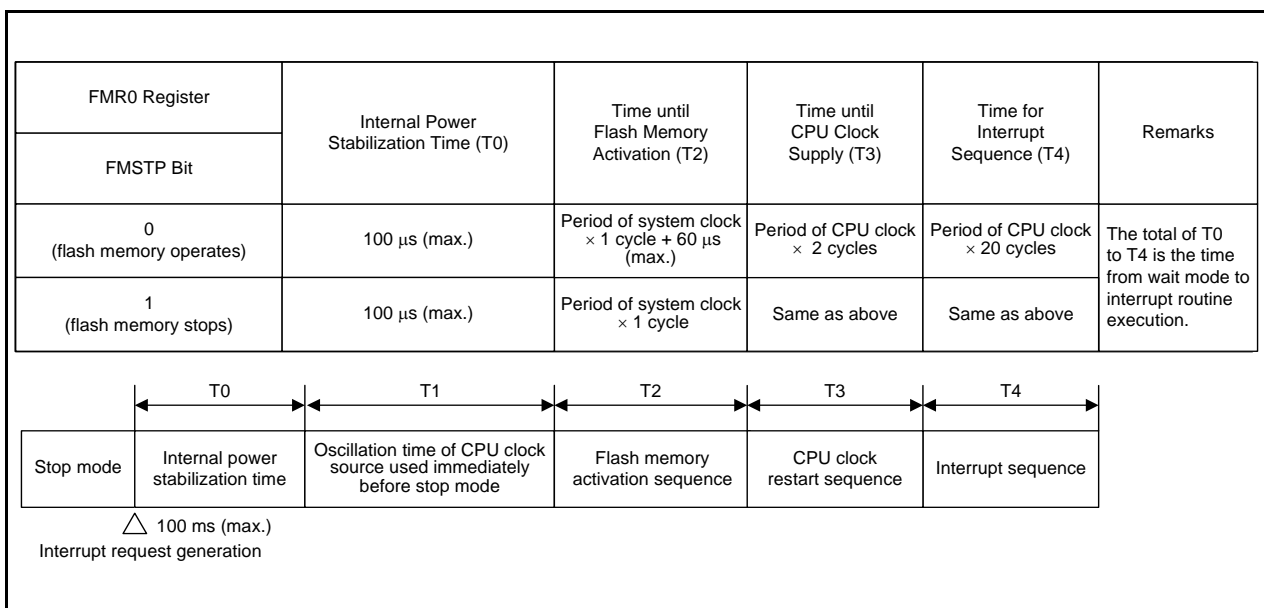 FMR0 Register
FMSTP Bit
Internal Power
Stabilization Time (T0)
Time until
Flash Memory
Activation (T2)
Time until
CPU Clock
Supply (T3)
Time for
Interrupt
Sequence (T4)
Remarks
0
(flash memory operates)
100 μs (max.)
Period of system clock
× 1 cycle + 60 μs
(max.)
Period of CPU clock
× 2 cycles
Period of CPU clock
× 20 cycles
The total of T0
to T4 is the time
from wait mode to
interrupt routine
execution.
1
(flash memory stops)
100 μs (max.)
Period of system clock
× 1 cycle
Same as above
Same as above
T0
T1
T2
T3
T4
Stop mode
Internal power
stabilization time
Oscillation time of CPU clock
source used immediately
before stop mode
Flash memory
activation sequence
CPU clock
restart sequence
Interrupt sequence
100 ms (max.)
Interrupt request generation